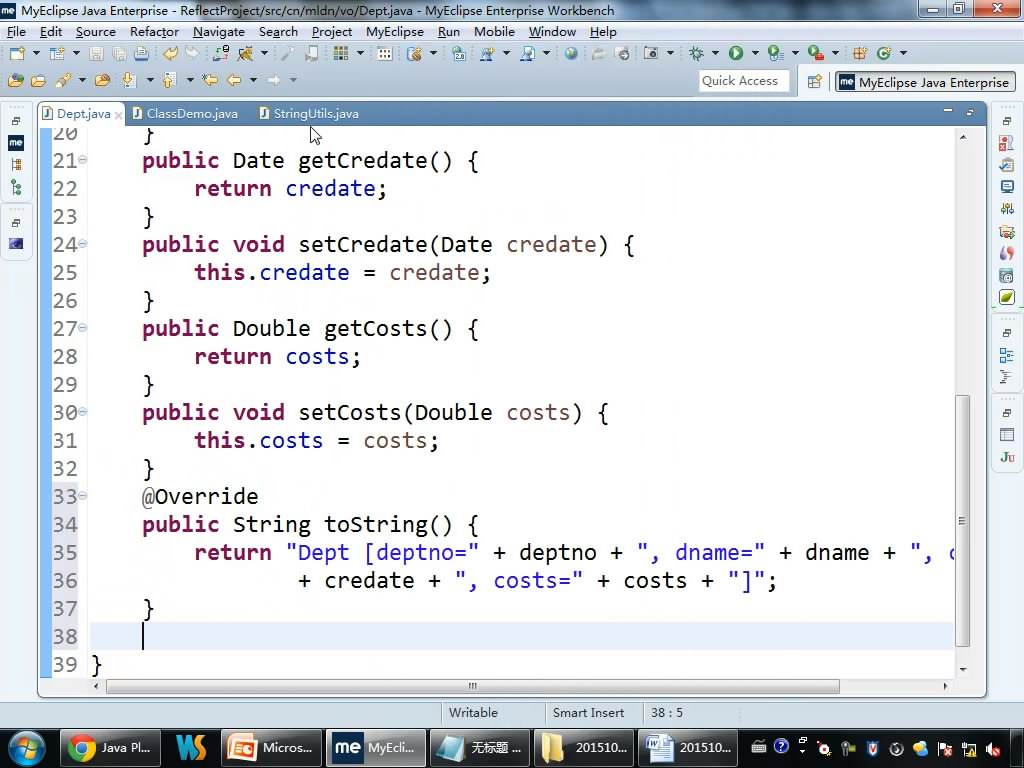 MyEclipse Java Enterprise - ReflectProject/src/cn/mldn/vo/Dept.java - MyEclipse Enterprise Workbench
File Edit Source Refactor Navigate Search Project MyEclipse Run Mobile Window Help
Quick Access
me MyEclipse Java Enterprise
Dept.java ClassDemo.java StringUtils.java
20 }
21 public Date getCredate() {
22 return credate;
23 }
24 public void setCredate(Date credate) {
25 this.credate = credate;
26 }
27 public Double getCosts() {
28 return costs;
29 }
30 public void setCosts(Double costs) {
31 this.costs = costs;
32 }
33 @Override
34 public String toString() {
35 return "Dept [deptno=" + deptno + ", dname=" + dname + ",
36 + credate + ", costs=" + costs + "]";
37 }
38
39 }
Writable Smart Insert 38 : 5
Java Pl... Micros... me MyEcli... 无标题 ... 201510... 201510...